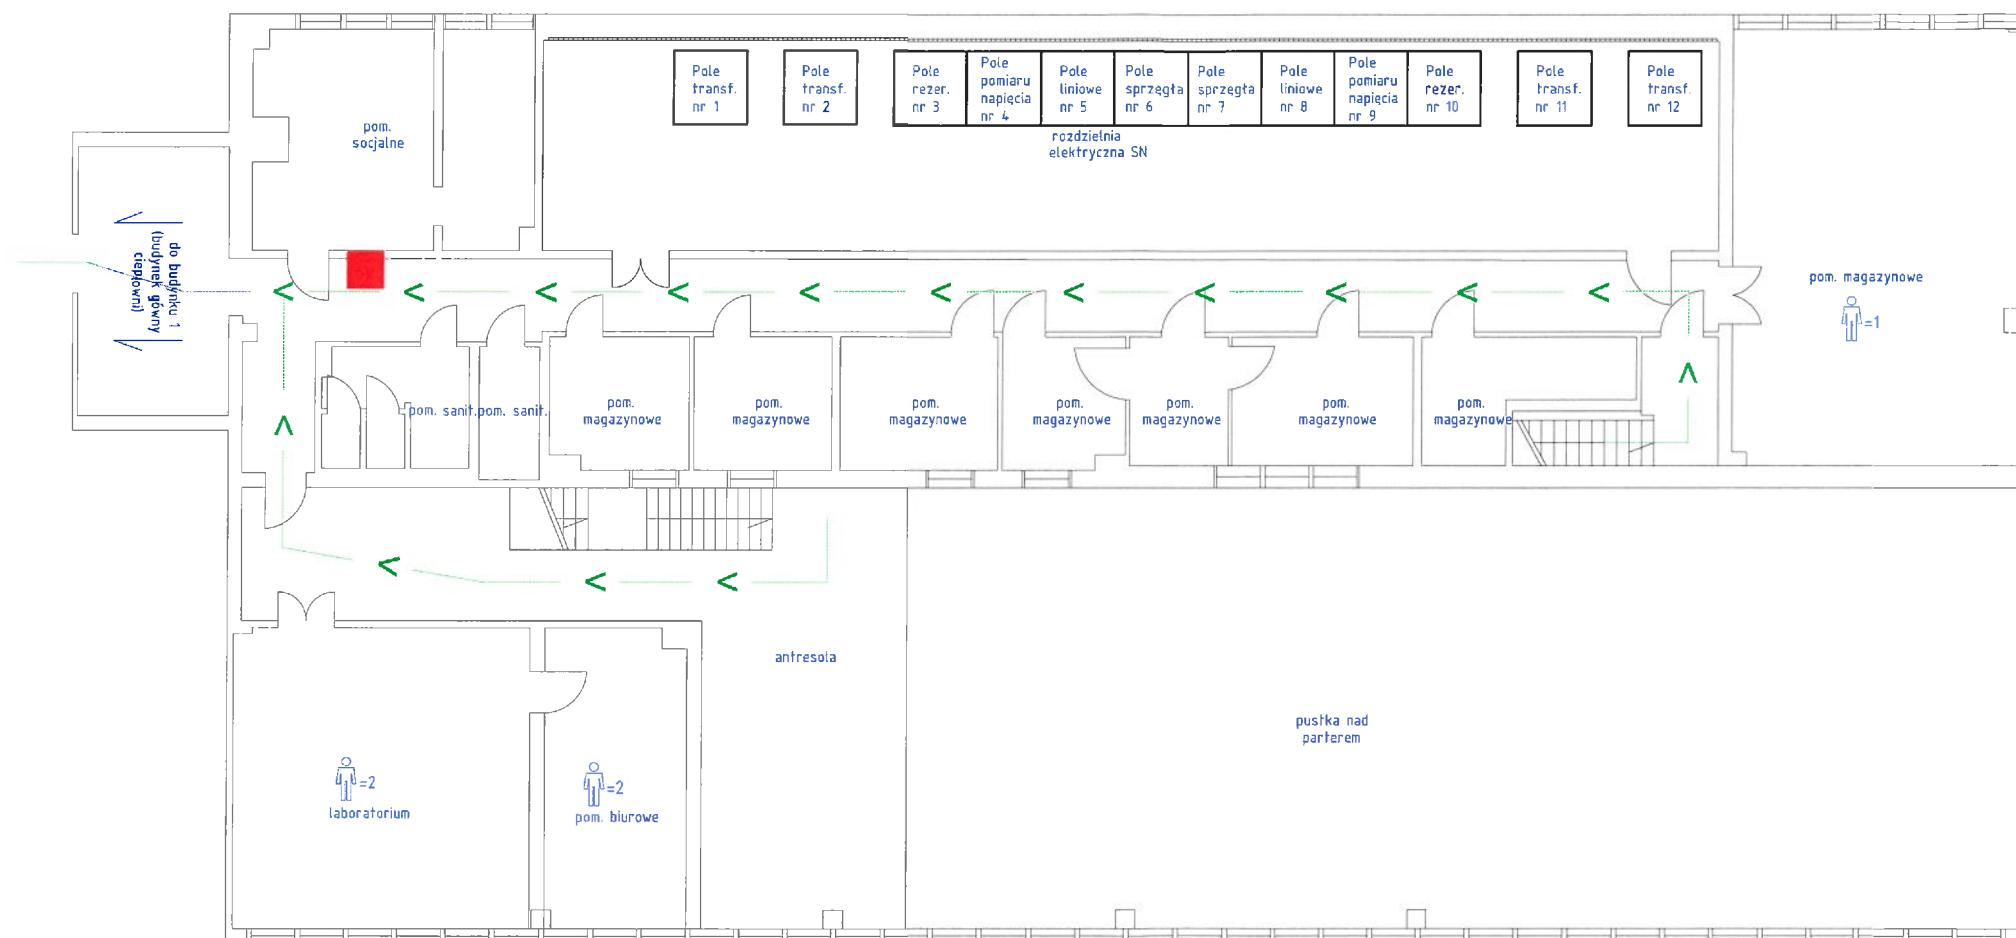 Pole
transf.
nr 1
Pole
transf.
nr 2
Pole
rezer.
nr 3
Pole
pomiaru
napięcia
nr 4
Pole
liniowe
nr 5
Pole
sprzęgła
nr 6
Pole
sprzęgła
nr 7
Pole
liniowe
nr 8
Pole
pomiaru
napięcia
nr 9
Pole
rezer.
nr 10
Pole
transf.
nr 11
Pole
transf.
nr 12
rozdzielnia
elektryczna SN
pom.
socjalne
do budynku 1
(budynek główny
ciepłowni)
pom. magazynowe
=1
pom. sanit.
pom. sanit.
pom.
magazynowe
pom.
magazynowe
pom.
magazynowe
pom.
magazynowe
pom.
magazynowe
pom.
magazynowe
pom.
magazynowe
antresola
pustka nad
parterem
=2
laboratorium
=2
pom. biurowe